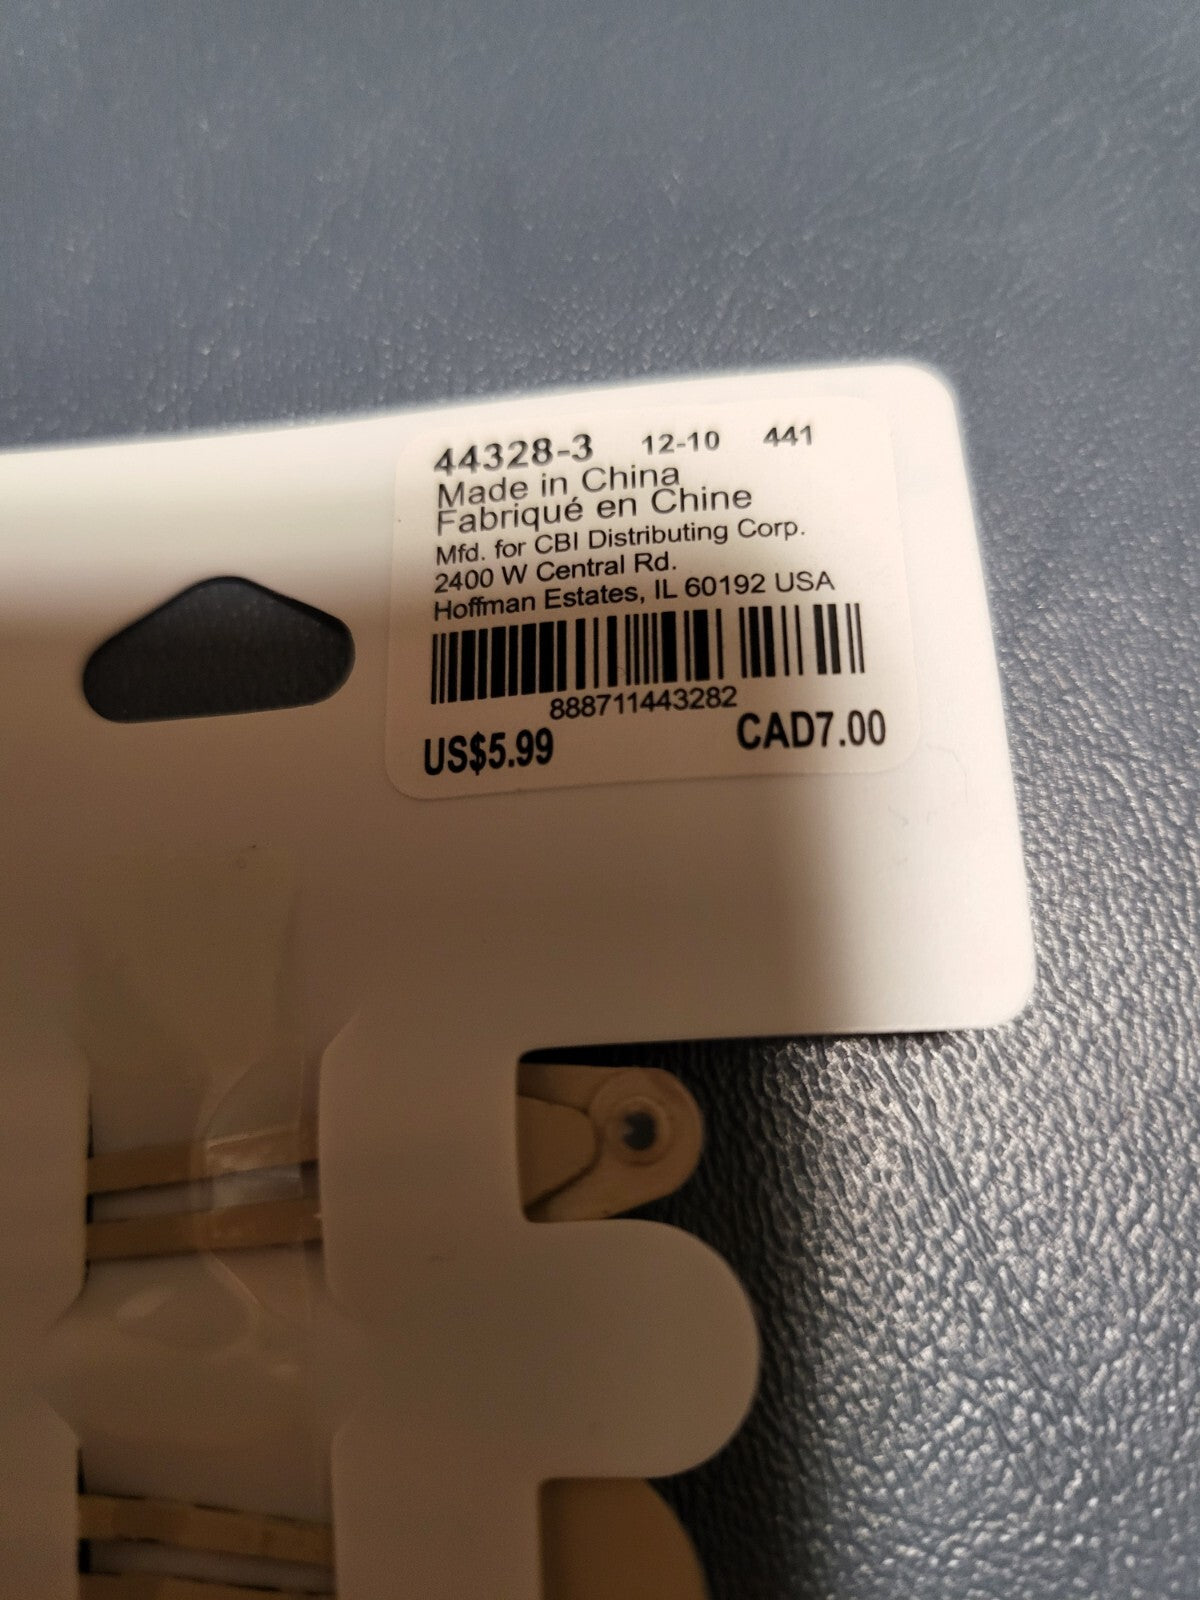 44328-3 12-10 441
Made in China
Fabriqué en Chine
Mfd. for CBI Distributing Corp.
2400 W Central Rd.
Hoffman Estates, IL 60192 USA
888711443282
US$5.99 CAD7.00